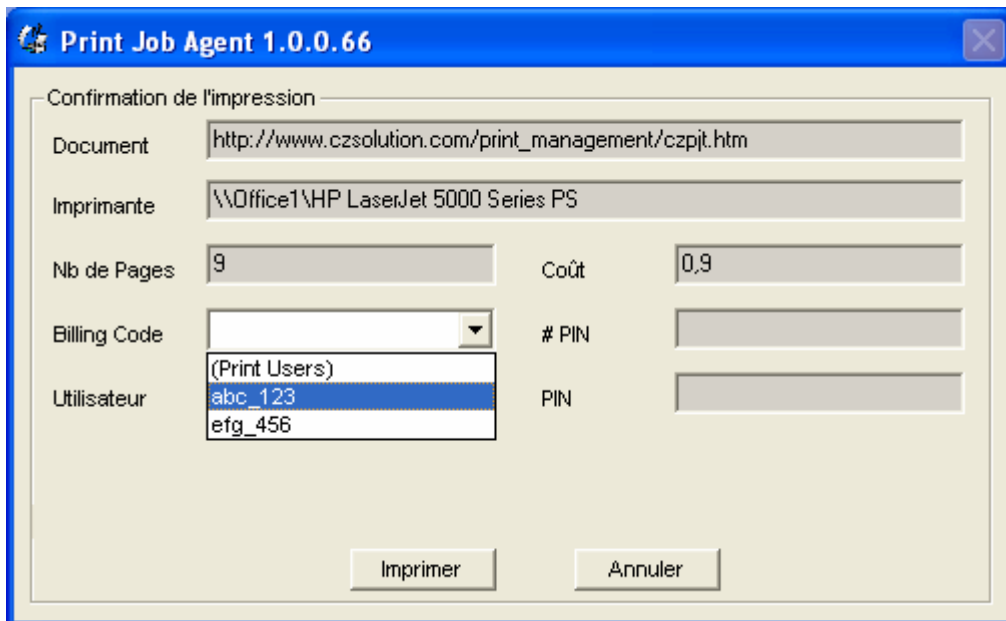 Print Job Agent 1.0.0.66
Confirmation de l'impression
Document http://www.czsolution.com/print_management/czpjt.htm
Imprimante \\Office1\HP LaserJet 5000 Series PS
Nb de Pages 9 Coût 0,9
Billing Code # PIN
(Print Users)
Utilisateur abc_123 PIN
efg_456
Imprimer Annuler